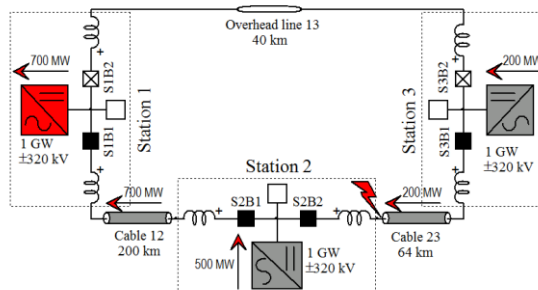 Overhead line 13
40 km
700 MW
200 MW
S1B2
S3B2
Station 1
Station 3
1 GW
±320 kV
S1B1
S3B1
1 GW
±320 kV
Station 2
700 MW
S2B1
S2B2
200 MW
Cable 12
200 km
Cable 23
64 km
500 MW
1 GW
±320 kV
+
+
+
+
+
+